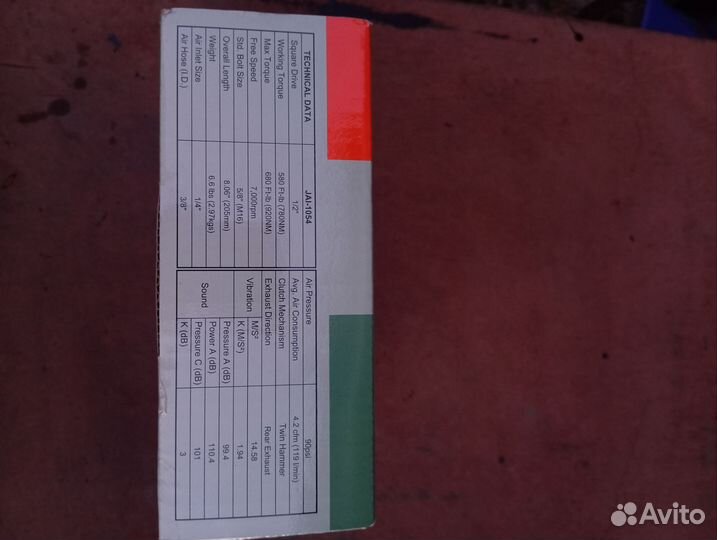 TECHNICAL DATA JAI-1054
Square Drive 1/2"
Working Torque 580 Ft-lb (780NM)
Max Torque 680 Ft-lb (920NM)
Free Speed 7,000rpm
Std. Bolt Size 5/8" (M16)
Overall Length 8.06" (205mm)
Weight 6.6 lbs (2.97kgs)
Air Inlet Size 1/4"
Air Hose (I.D.) 3/8"
Air Pressure 90psi
Avg. Air Consumption 4.2 cfm (119 l/min)
Clutch Mechanism Twin Hammer
Exhaust Direction Rear Exhaust
Vibration M/S² 14.58
K (M/S²) 1.94
Sound Pressure A (dB) 99.4
Power A (dB) 110.4
Pressure C (dB) 101
K (dB) 3
Avito